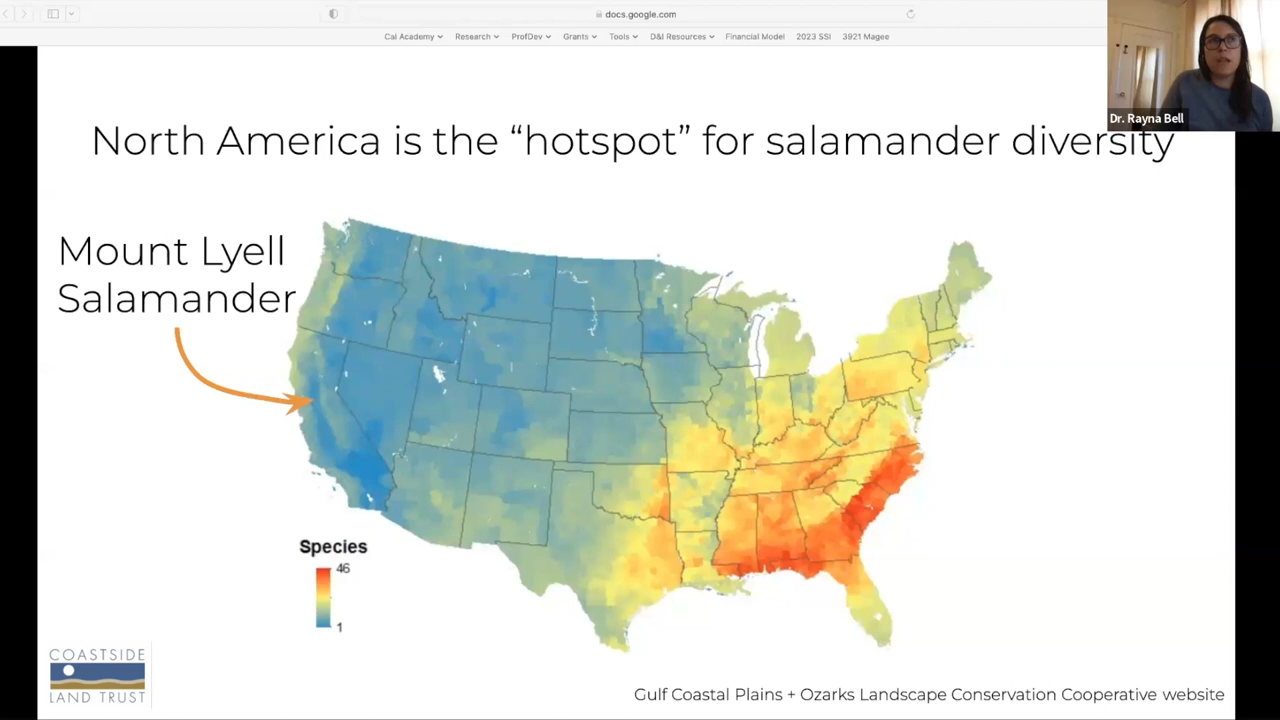 docs.google.com
Cal Academy Research ProfDev Grants Tools D&I Resources Financial Model 2023 SSI 3921 Magee
Dr. Rayna Bell
North America is the “hotspot” for salamander diversity
Mount Lyell
Salamander
Species
46
1
COASTSIDE
LAND TRUST
Gulf Coastal Plains + Ozarks Landscape Conservation Cooperative website